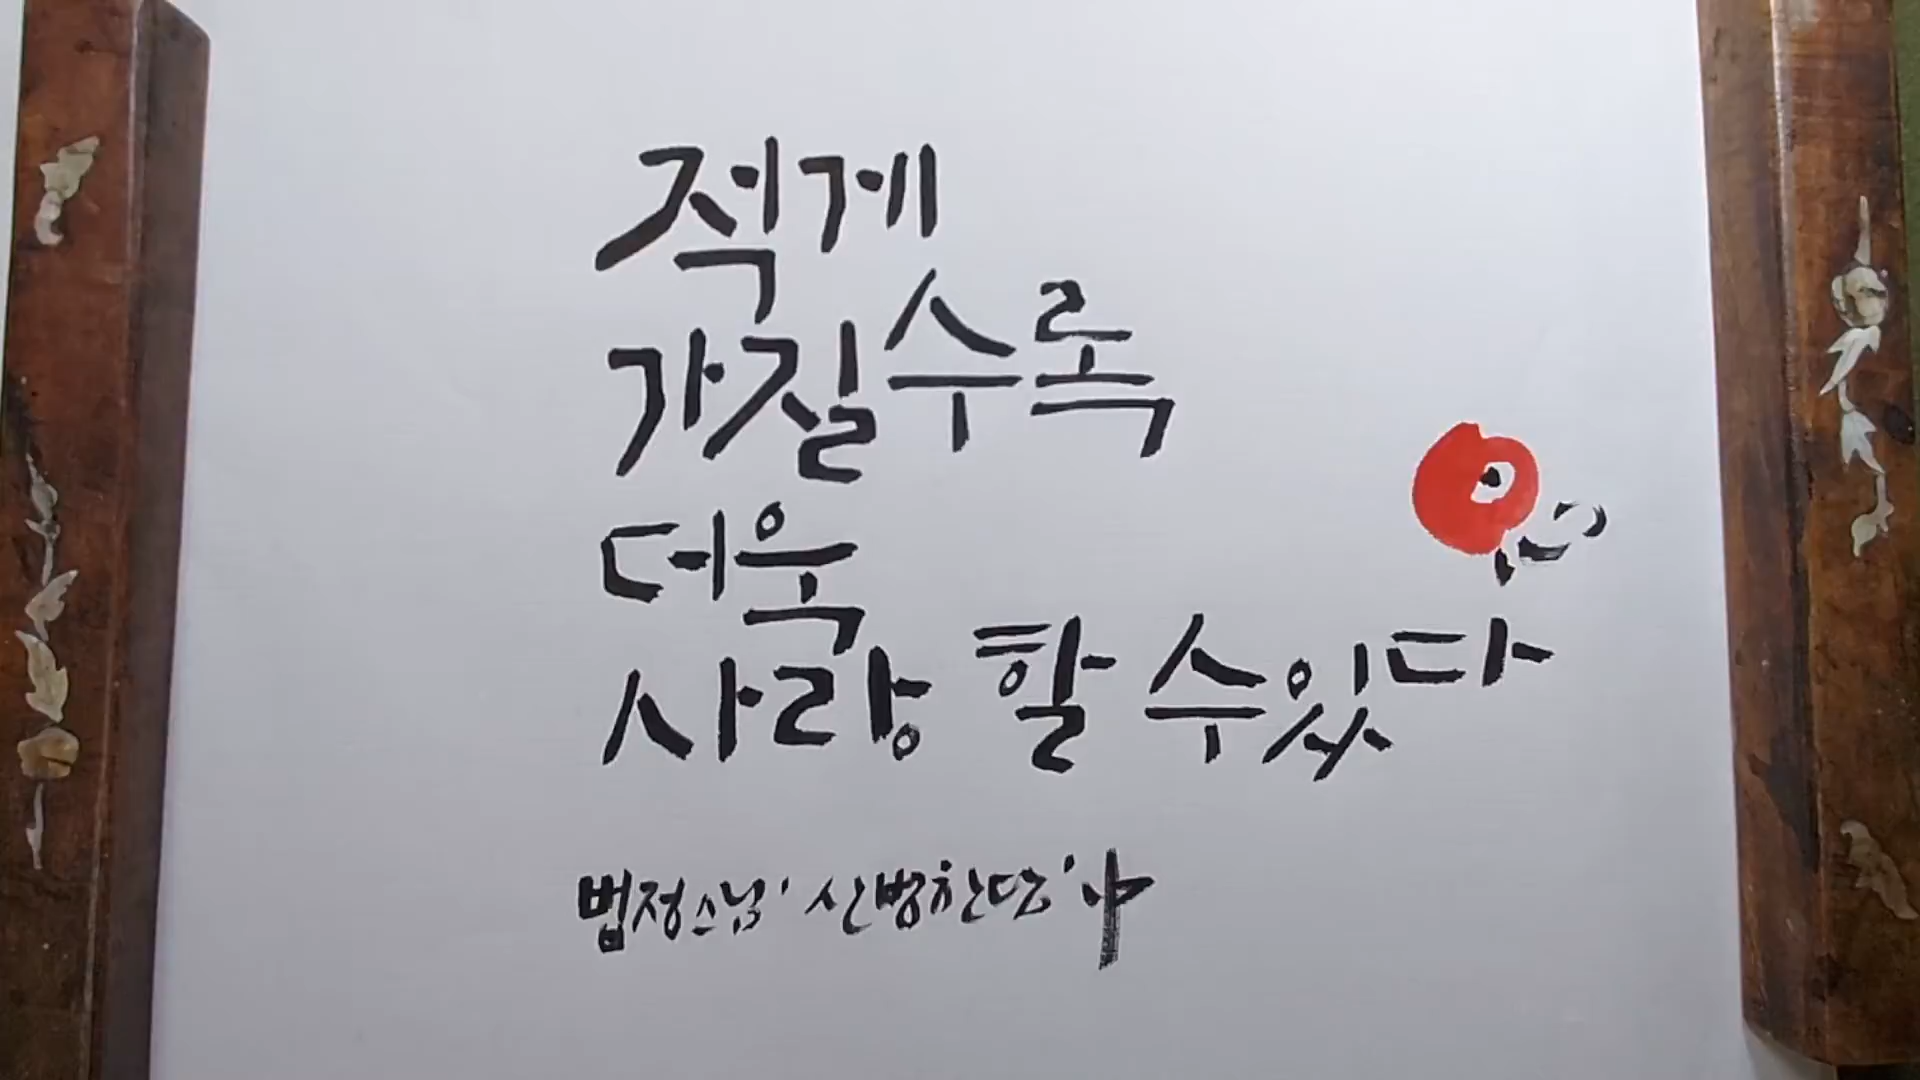 적게
가질수록
더욱
사랑 할 수 있다
법정스님 '산방한담' 中